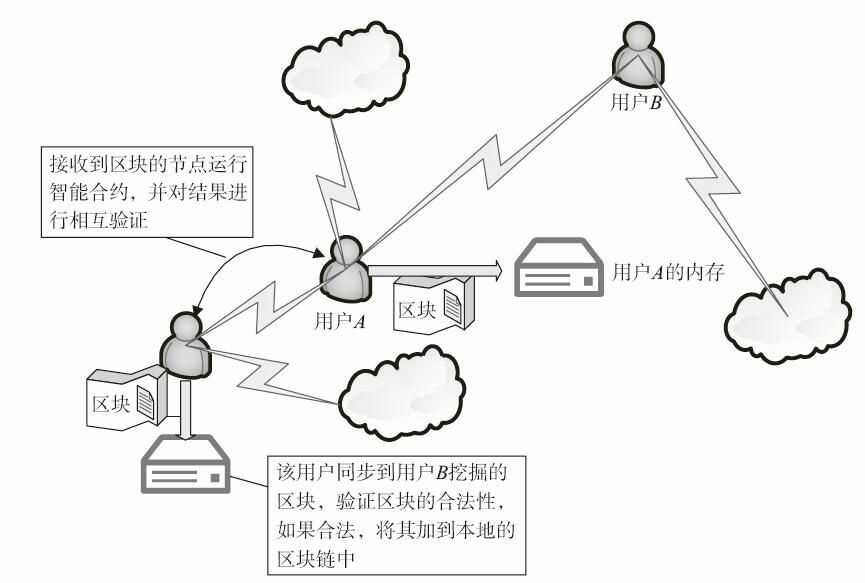 用户B
接收到区块的节点运行
智能合约，并对结果进
行相互验证
用户A的内存
区块
用户A
区块
该用户同步到用户B挖掘的
区块，验证区块的合法性，
如果合法，将其加到本地的
区块链中